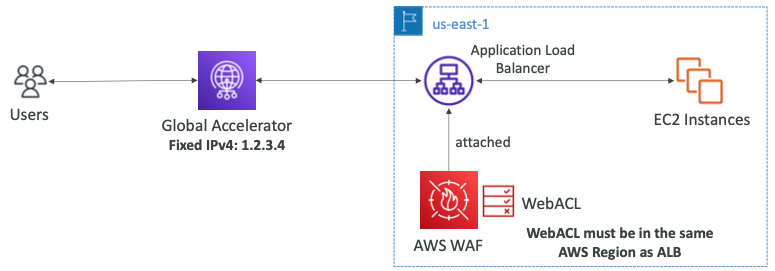 us-east-1
Application Load
Balancer
Users
Global Accelerator
Fixed IPv4: 1.2.3.4
EC2 Instances
attached
WebACL
AWS WAF
WebACL must be in the same
AWS Region as ALB